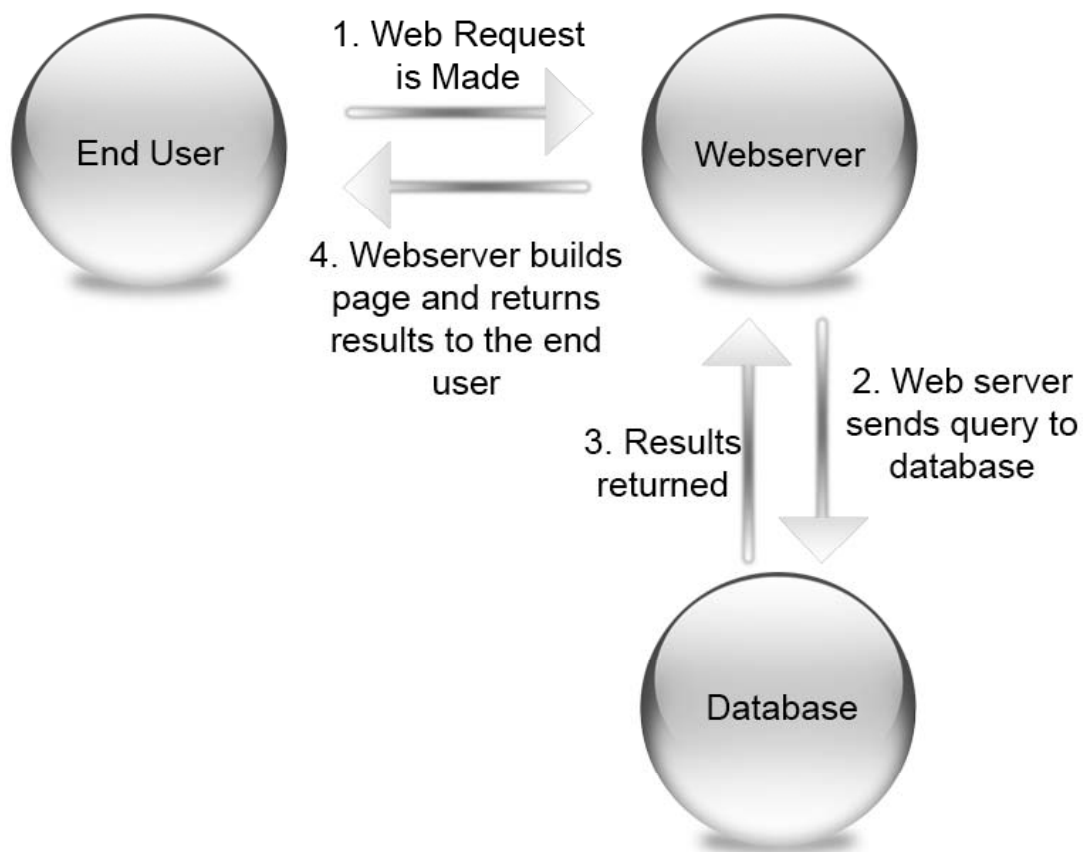 1. Web Request
is Made
End User
Webserver
4. Webserver builds
page and returns
results to the end
user
2. Web server
sends query to
database
3. Results
returned
Database